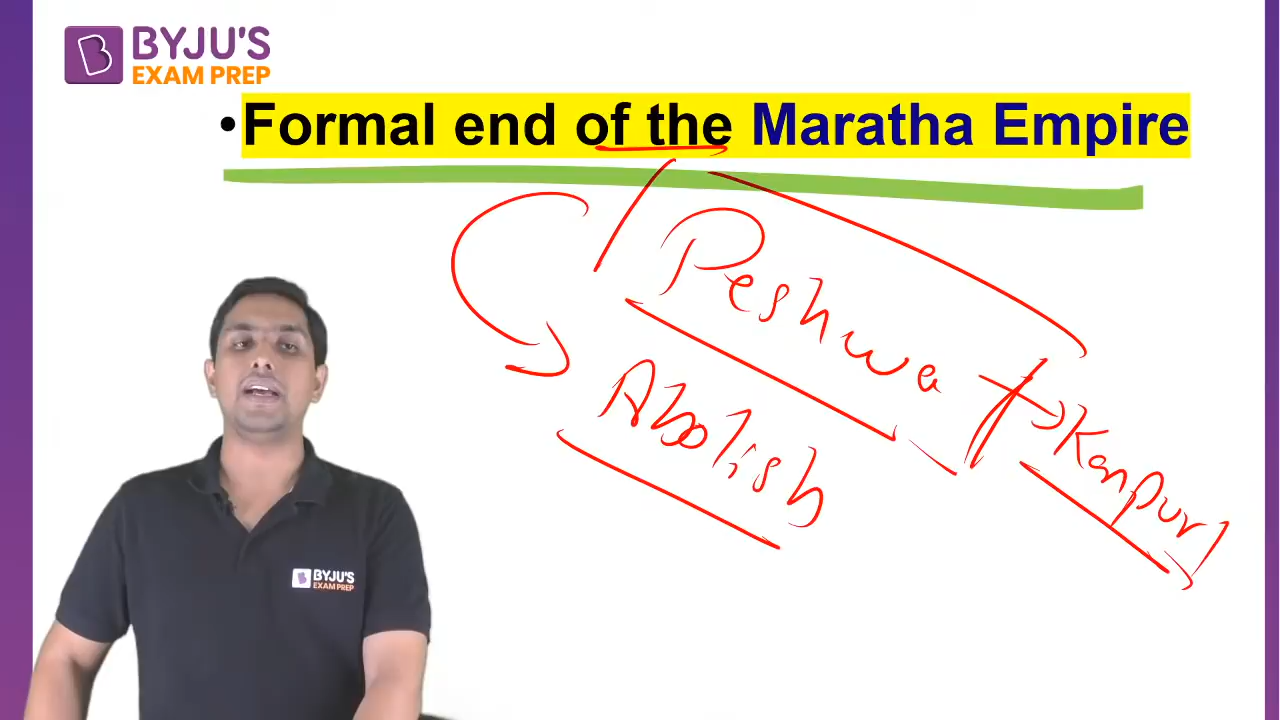 BYJU'S
EXAM PREP
•Formal end of the Maratha Empire
Peshwa
Kanpur
Abolish
BYJU'S
EXAM PREP